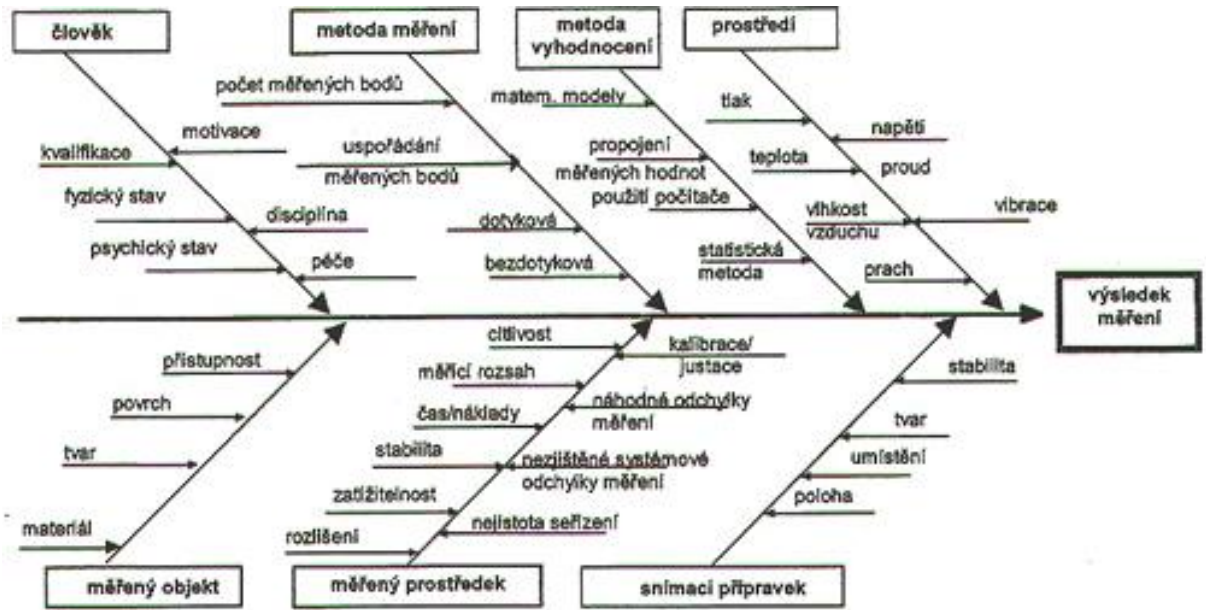 člověk
metoda měření
metoda
vyhodnocení
prostředí
počet měřených bodů
motivace
kvalifikace
uspořádání
měřených bodů
fyzický stav
disciplína
psychický stav
péče
dotyková
bezdotyková
matem. modely
propojení
měřených hodnot
použití počítače
statistická
metoda
tlak
napětí
teplota
proud
vlhkost
vzduchu
vibrace
prach
výsledek
měření
přístupnost
povrch
tvar
materiál
citlivost
kalibrace/
justace
měřicí rozsah
náhodné odchylky
měření
čas/náklady
stabilita
nezjištěné systémové
odchylky měření
zatížitelnost
nejistota seřízení
rozlišení
stabilita
tvar
umístění
poloha
měřený objekt
měřený prostředek
snímací přípravek